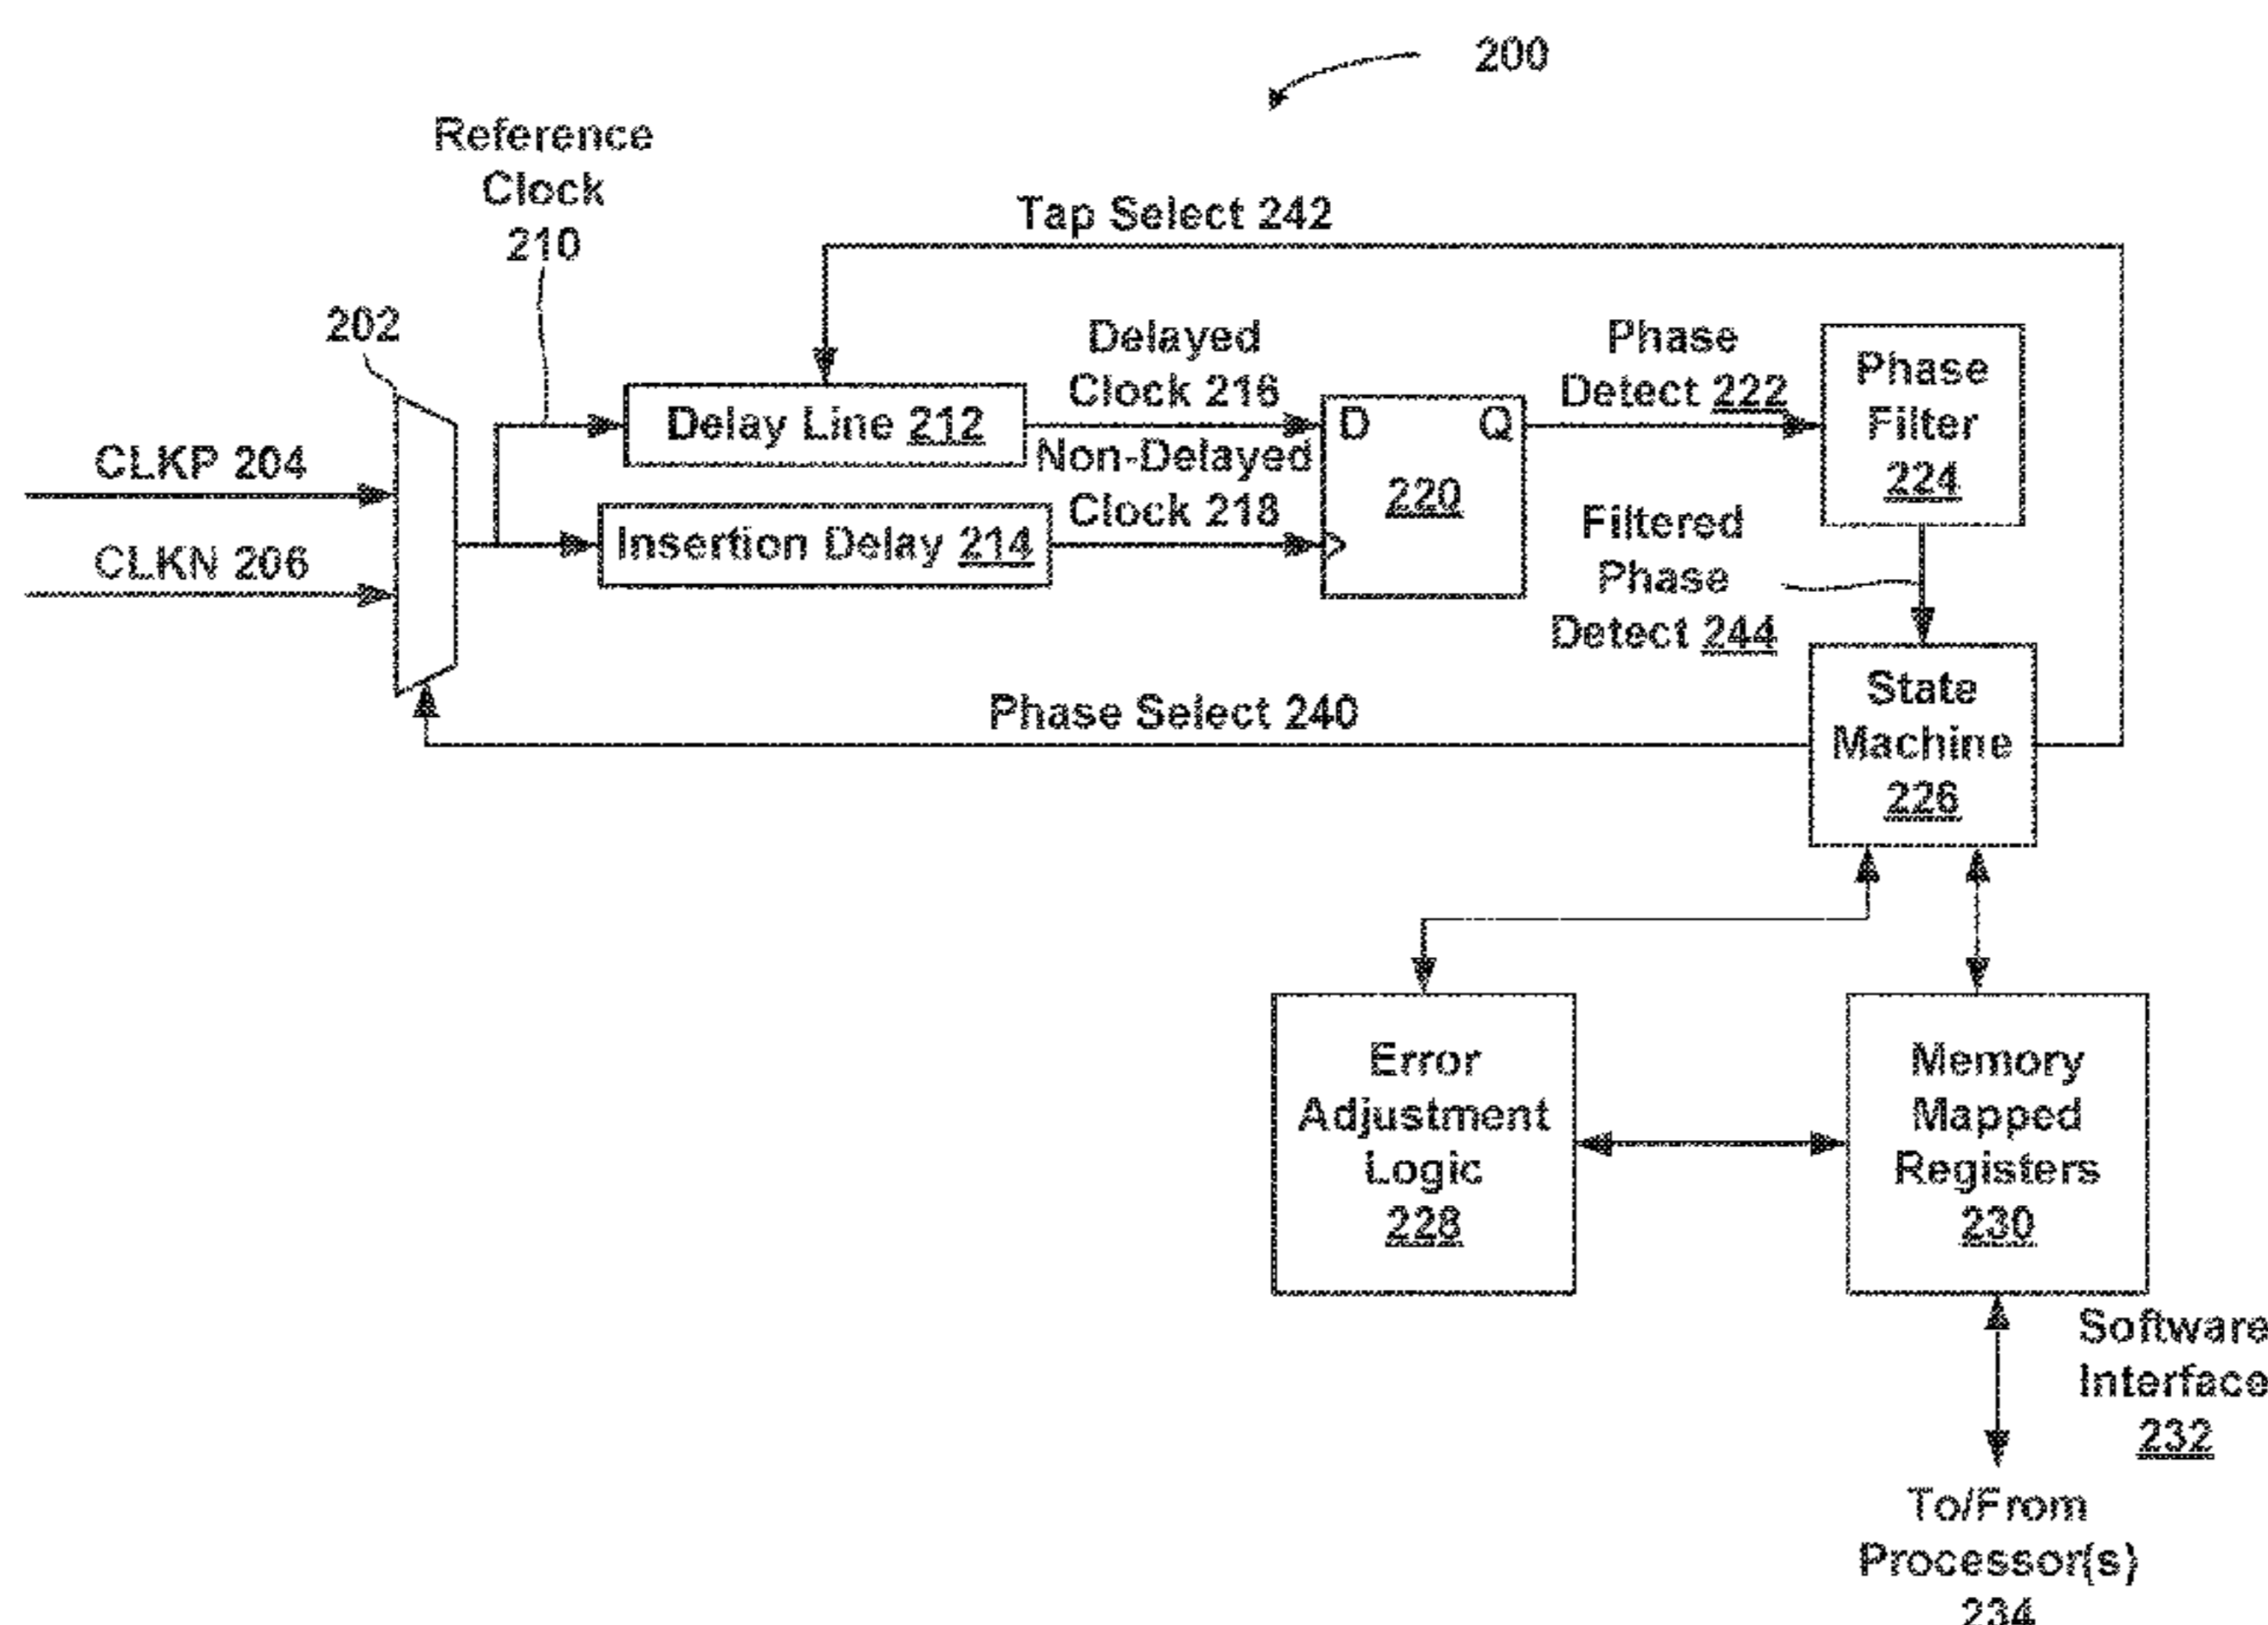 200
Reference
Clock
210
Tap Select 242
202
Delayed
Clock 216
Phase
Detect 222
Phase
Filter
224
Delay Line 212
D
Q
CLKP 204
Non-Delayed
Clock 218
220
Insertion Delay 214
Filtered
Phase
Detect 244
CLKN 206
State
Machine
226
Phase Select 240
Error
Adjustment
Logic
228
Memory
Mapped
Registers
230
Software
Interface
232
To/From
Processor(s)
234